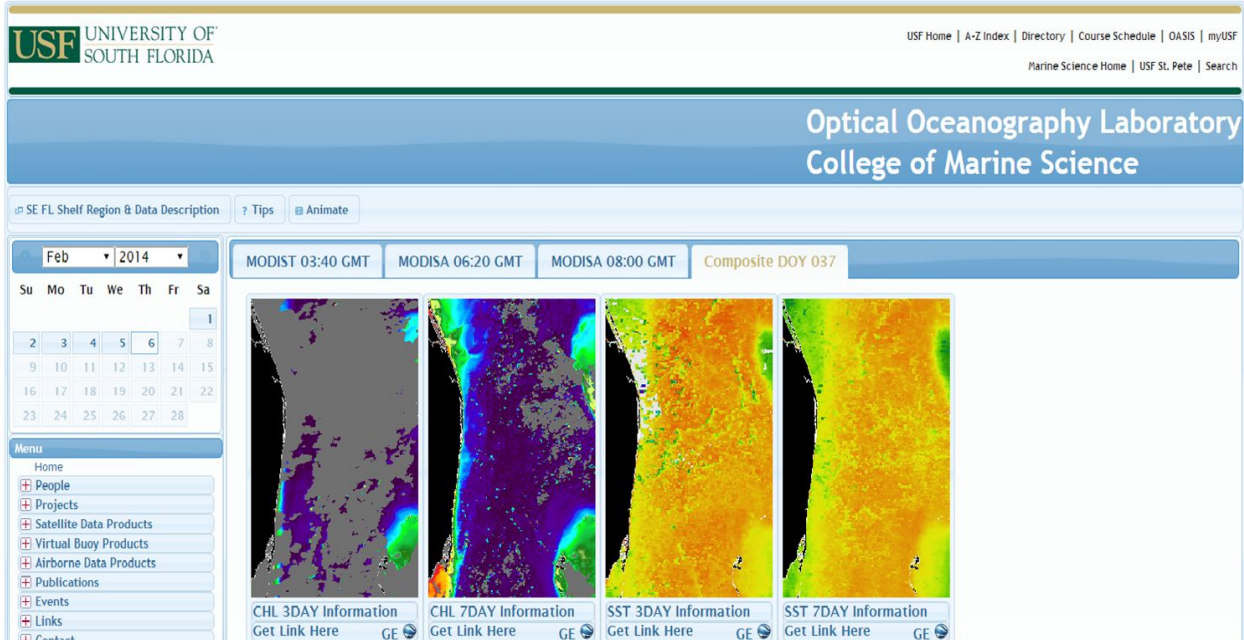 USF UNIVERSITY OF
SOUTH FLORIDA
USF Home | A-Z Index | Directory | Course Schedule | OASIS | myUSF
Marine Science Home | USF St. Pete | Search
Optical Oceanography Laboratory
College of Marine Science
SE FL Shelf Region & Data Description
? Tips
Animate
Feb 2014
Su Mo Tu We Th Fr Sa
1
2 3 4 5 6 7 8
9 10 11 12 13 14 15
16 17 18 19 20 21 22
23 24 25 26 27 28
Menu
Home
People
Projects
Satellite Data Products
Virtual Buoy Products
Airborne Data Products
Publications
Events
Links
Contact
MODIST 03:40 GMT
MODISA 06:20 GMT
MODISA 08:00 GMT
Composite DOY 037
CHL 3DAY Information
Get Link Here GE
CHL 7DAY Information
Get Link Here GE
SST 3DAY Information
Get Link Here GE
SST 7DAY Information
Get Link Here GE